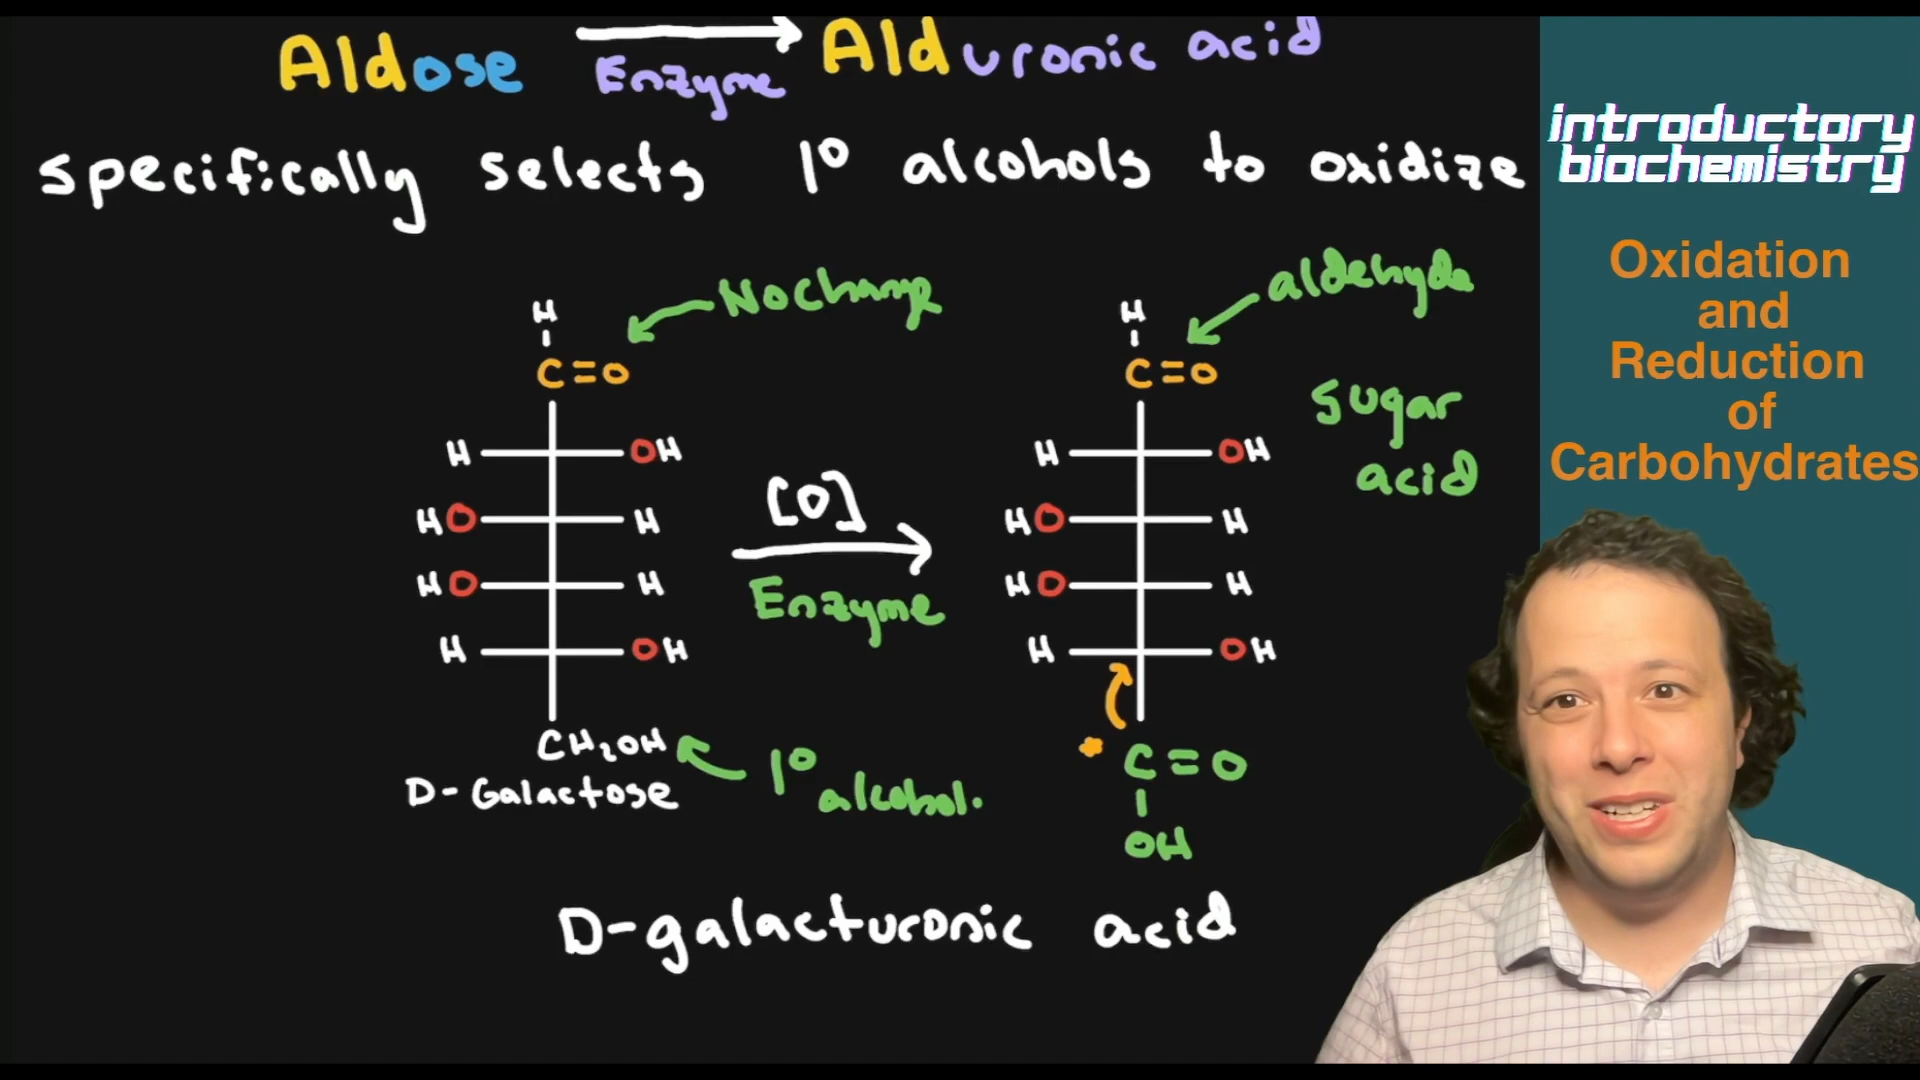 Aldose
Enzyme
Alduronic acid
specifically selects 1° alcohols to oxidize
No Change
H
C=O
H OH
HO H
HO H
H OH
CH₂OH
1° alcohol.
D-Galactose
[O]
Enzyme
aldehyde
H
C=O
sugar
acid
H OH
HO H
HO H
H OH
* C=O
OH
D-galacturonic acid
introductory
biochemistry
Oxidation
and
Reduction
of
Carbohydrates